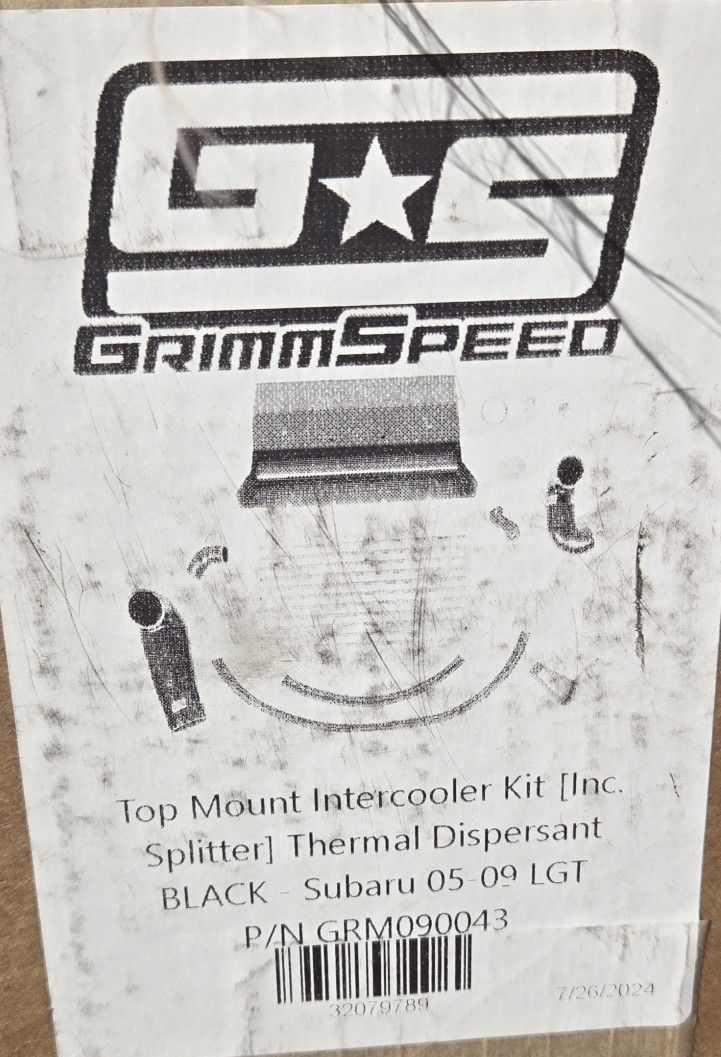 G★S
GRIMMSPEED
Top Mount Intercooler Kit [Inc.
Splitter] Thermal Dispersant
BLACK - Subaru 05-09 LGT
P/N GRM090043
32079789
7/26/2024